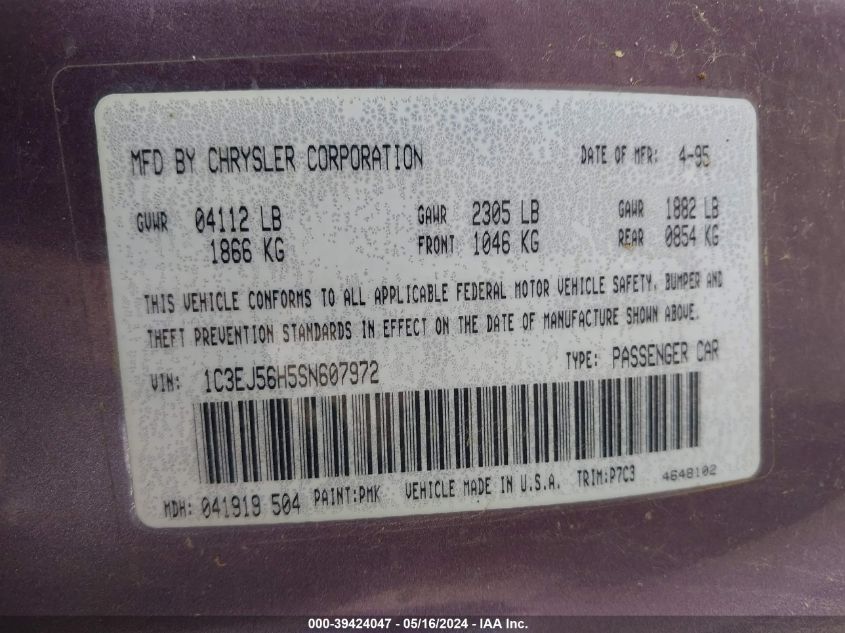 MFD BY CHRYSLER CORPORATION DATE OF MFR: 4-95
GVWR 04112 LB GAWR 2305 LB GAWR 1882 LB
1866 KG FRONT 1046 KG REAR 0854 KG
THIS VEHICLE CONFORMS TO ALL APPLICABLE FEDERAL MOTOR VEHICLE SAFETY, BUMPER AND
THEFT PREVENTION STANDARDS IN EFFECT ON THE DATE OF MANUFACTURE SHOWN ABOVE.
VIN: 1C3EJ56H5SN607972 TYPE: PASSENGER CAR
MDH: 041919 504 PAINT:PMK VEHICLE MADE IN U.S.A. TRIM:P7C3 4648102
000-39424047 - 05/16/2024 - IAA Inc.